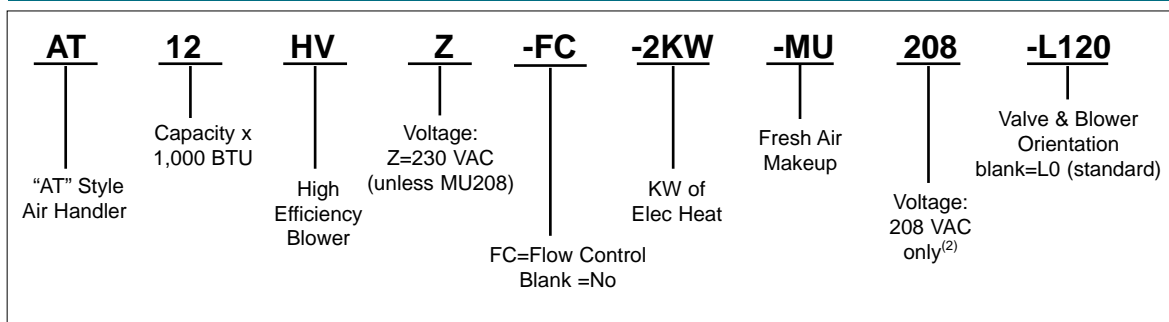 AT 12 HV Z -FC -2KW -MU 208 -L120
“AT” Style
Air Handler
Capacity x
1,000 BTU
High
Efficiency
Blower
Voltage:
Z=230 VAC
(unless MU208)
FC=Flow Control
Blank =No
KW of
Elec Heat
Fresh Air
Makeup
Voltage:
208 VAC
only(2)
Valve & Blower
Orientation
blank=L0 (standard)